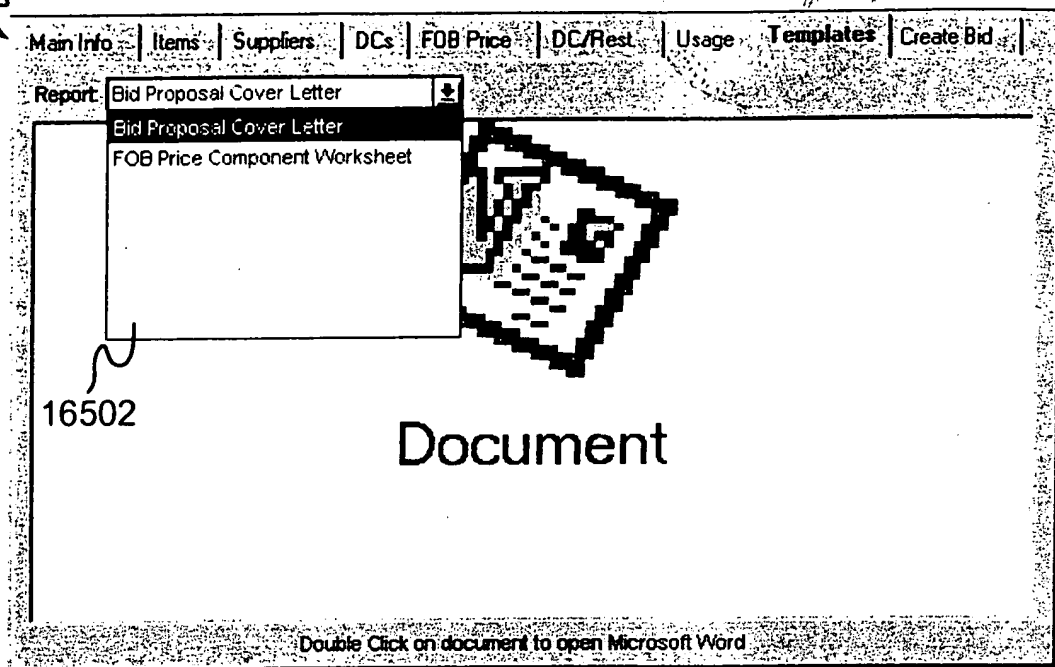 Main Info Items Suppliers DCs FOB Price DC/Rest. Usage Templates Create Bid
Report: Bid Proposal Cover Letter
Bid Proposal Cover Letter
FOB Price Component Worksheet
16502
Document
Double Click on document to open Microsoft Word